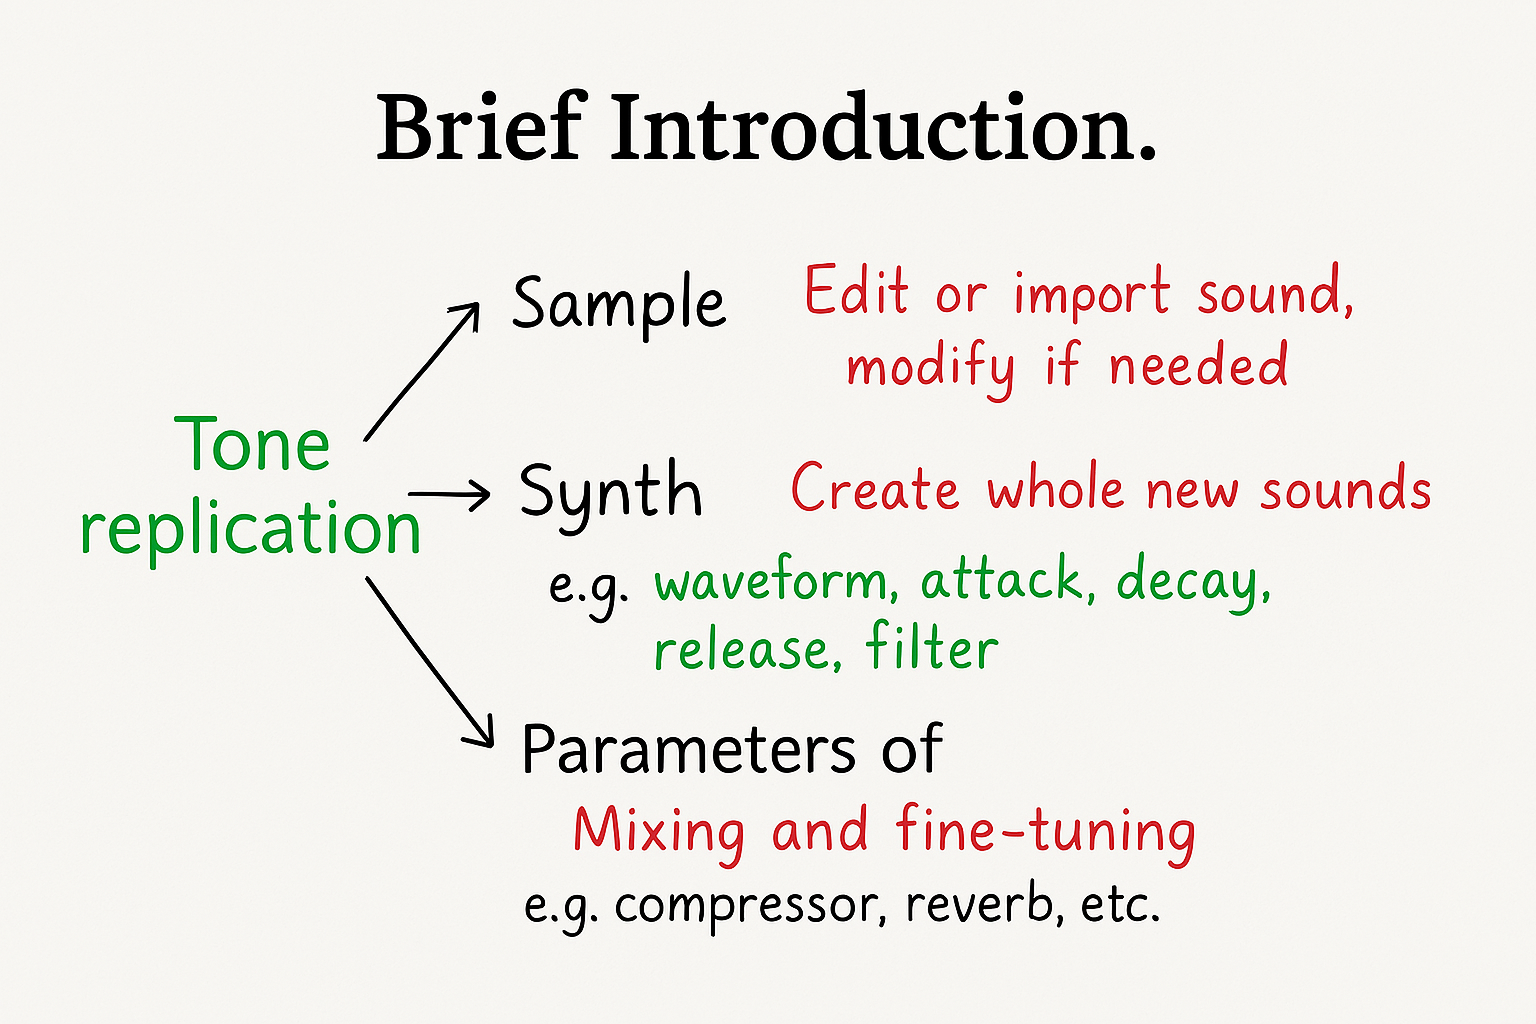 Brief Introduction.
Sample
Edit or import sound,
modify if needed
Tone
replication
Synth
Create whole new sounds
e.g. waveform, attack, decay,
release, filter
Parameters of
Mixing and fine-tuning
e.g. compressor, reverb, etc.